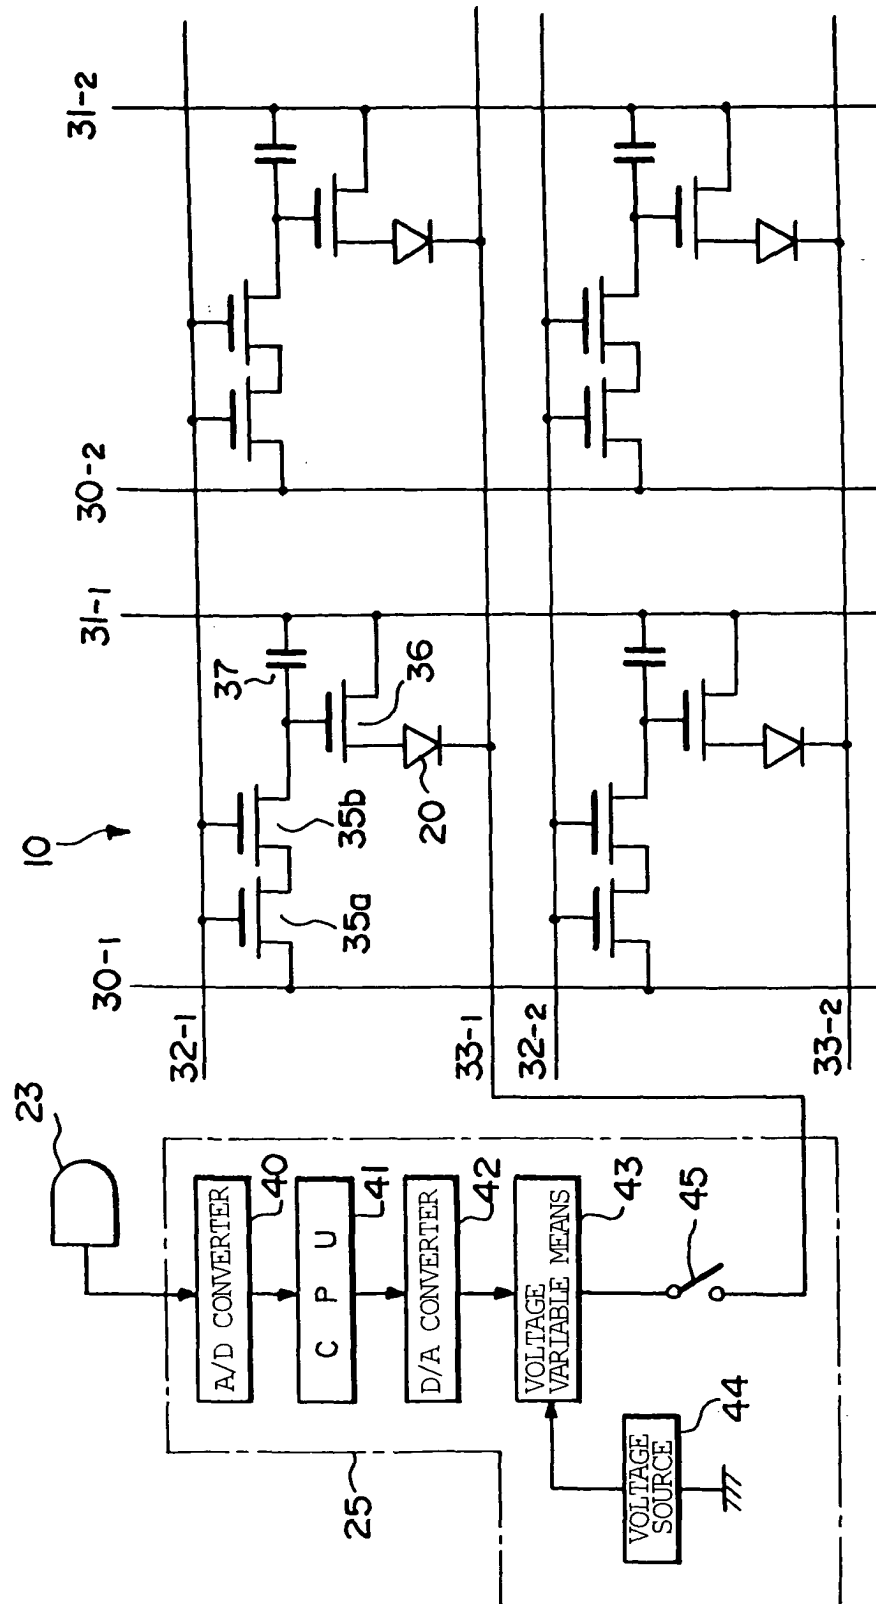 10
30-1
31-1
30-2
31-2
32-1
35a
35b
37
36
20
33-1
32-2
33-2
23
A/D CONVERTER
40
C P U
41
D/A CONVERTER
42
VOLTAGE
VARIABLE MEANS
43
45
VOLTAGE
SOURCE
44
25